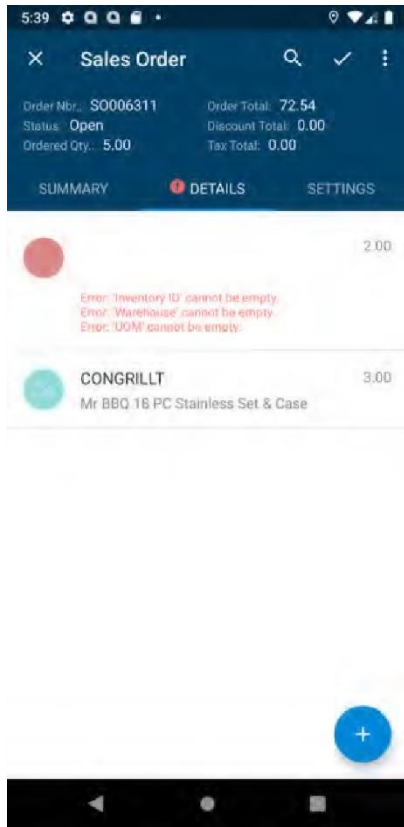 5:39
Sales Order
Order Nbr.: SO006311
Order Total: 72.54
Status: Open
Discount Total: 0.00
Ordered Qty.: 5.00
Tax Total: 0.00
SUMMARY
DETAILS
SETTINGS
2.00
Error: 'Inventory ID' cannot be empty.
Error: 'Warehouse' cannot be empty.
Error: 'UOM' cannot be empty.
CONGRILLT
3.00
Mr BBQ 16 PC Stainless Set & Case